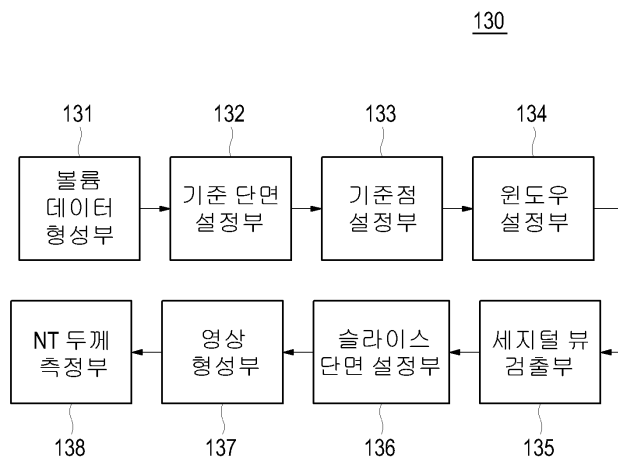 130
131
132
133
134
볼륨
데이터
형성부
기준 단면
설정부
기준점
설정부
윈도우
설정부
NT 두께
측정부
영상
형성부
슬라이스
단면 설정부
세지털 뷰
검출부
138
137
136
135